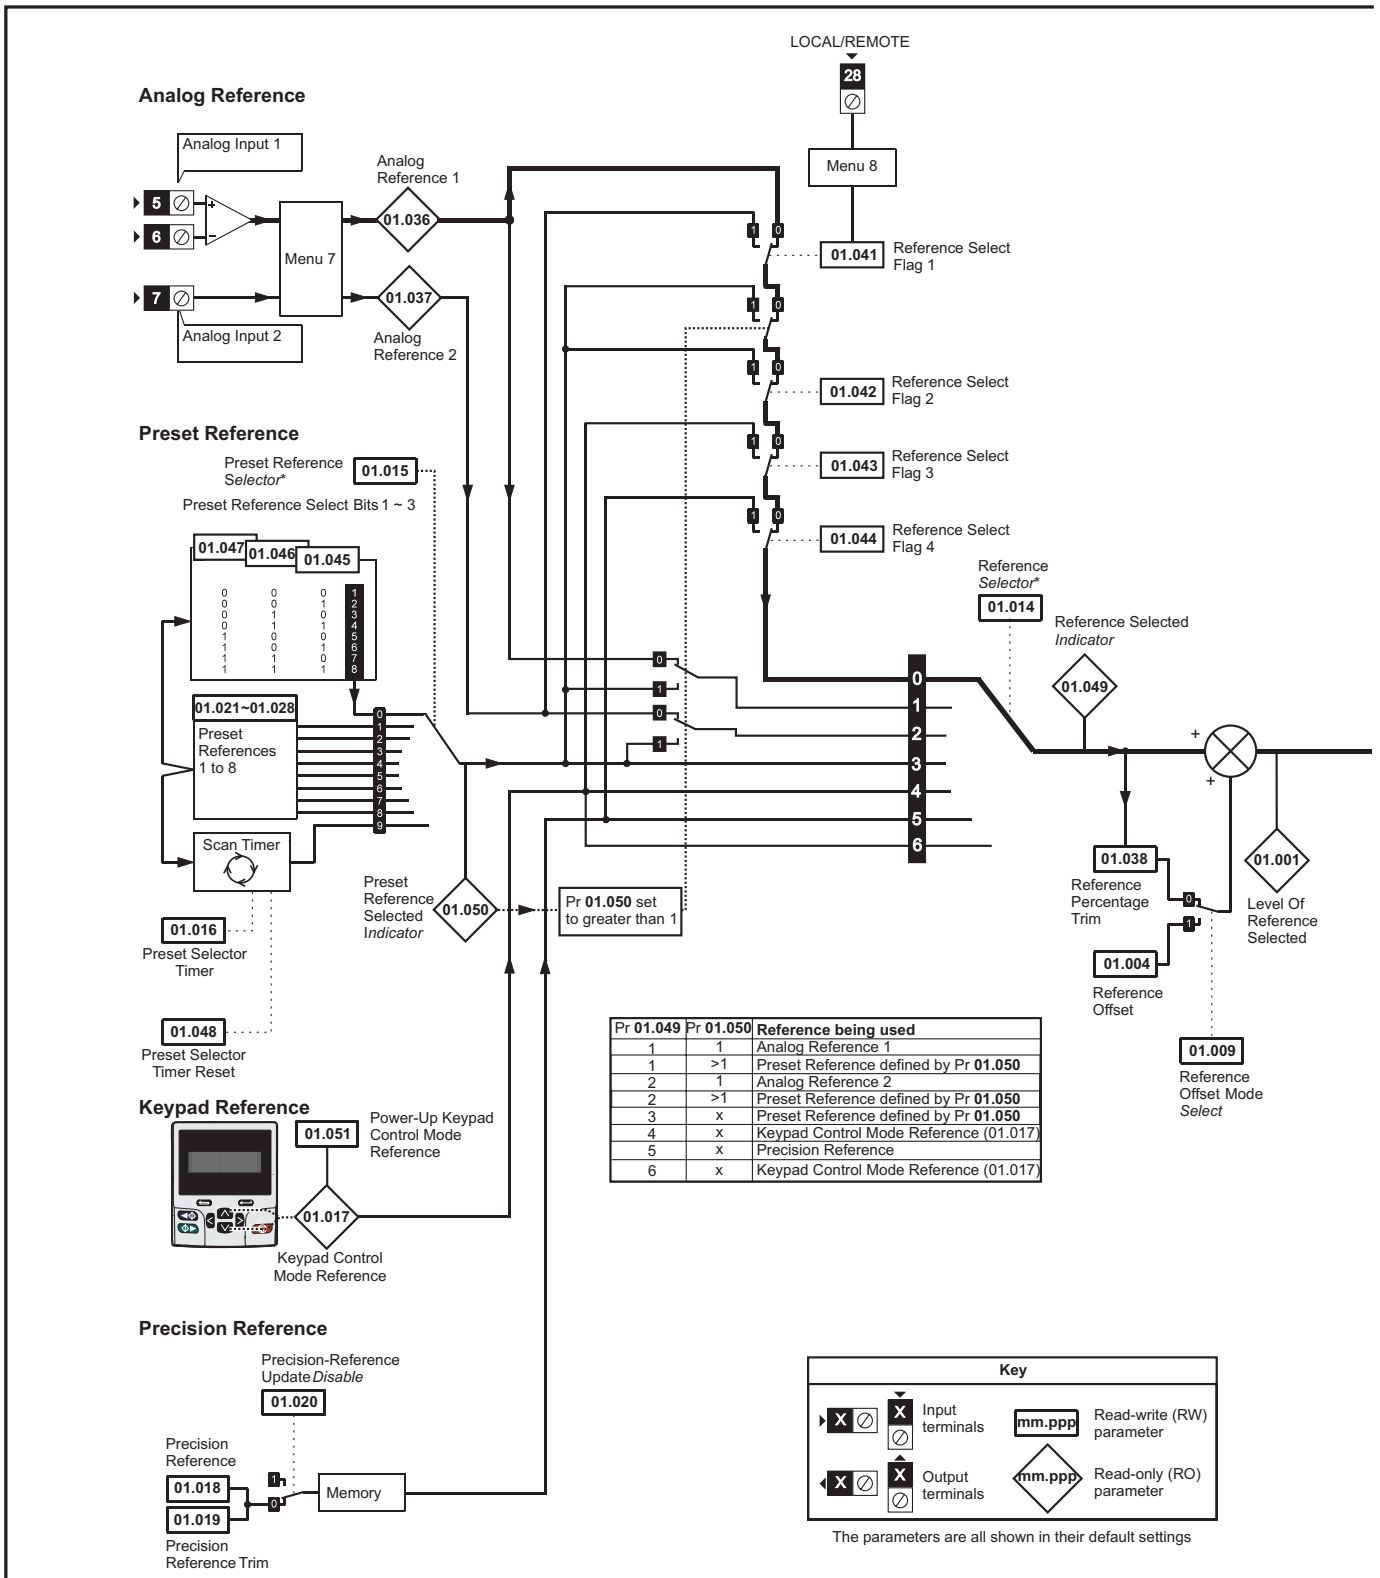 LOCAL/REMOTE
28
Analog Reference
Analog Input 1
5
6
+
−
Menu 7
7
Analog Input 2
Analog
Reference 1
01.036
01.037
Analog
Reference 2
Menu 8
1 0
01.041
Reference Select
Flag 1
1 0
1 0
01.042
Reference Select
Flag 2
1 0
01.043
Reference Select
Flag 3
1 0
01.044
Reference Select
Flag 4
Preset Reference
Preset Reference
Selector*
01.015
Preset Reference Select Bits 1 ~ 3
01.047
01.046
01.045
0 0 0 1
0 0 1 2
0 1 0 3
0 1 1 4
1 0 0 5
1 0 1 6
1 1 0 7
1 1 1 8
01.021~01.028
Preset
References
1 to 8
0
1
2
3
4
5
6
7
8
9
Scan Timer
01.016
Preset Selector
Timer
01.048
Preset Selector
Timer Reset
Preset
Reference
Selected
Indicator
01.050
Pr 01.050 set
to greater than 1
0
1
0
1
0
1
2
3
4
5
6
Reference
Selector*
01.014
Reference Selected
Indicator
01.049
+
+
01.038
Reference
Percentage
Trim
0
1
01.004
Reference
Offset
01.001
Level Of
Reference
Selected
01.009
Reference
Offset Mode
Select
Pr 01.049 Pr 01.050 Reference being used
1 1 Analog Reference 1
1 >1 Preset Reference defined by Pr 01.050
2 1 Analog Reference 2
2 >1 Preset Reference defined by Pr 01.050
3 x Preset Reference defined by Pr 01.050
4 x Keypad Control Mode Reference (01.017)
5 x Precision Reference
6 x Keypad Control Mode Reference (01.017)
Keypad Reference
01.051
Power-Up Keypad
Control Mode
Reference
01.017
Keypad Control
Mode Reference
Precision Reference
Precision-Reference
Update Disable
01.020
Precision
Reference
01.018
01.019
Precision
Reference Trim
1
0
Memory
Key
X
X
Input
terminals
mm.ppp
Read-write (RW)
parameter
X
X
Output
terminals
mm.ppp
Read-only (RO)
parameter
The parameters are all shown in their default settings